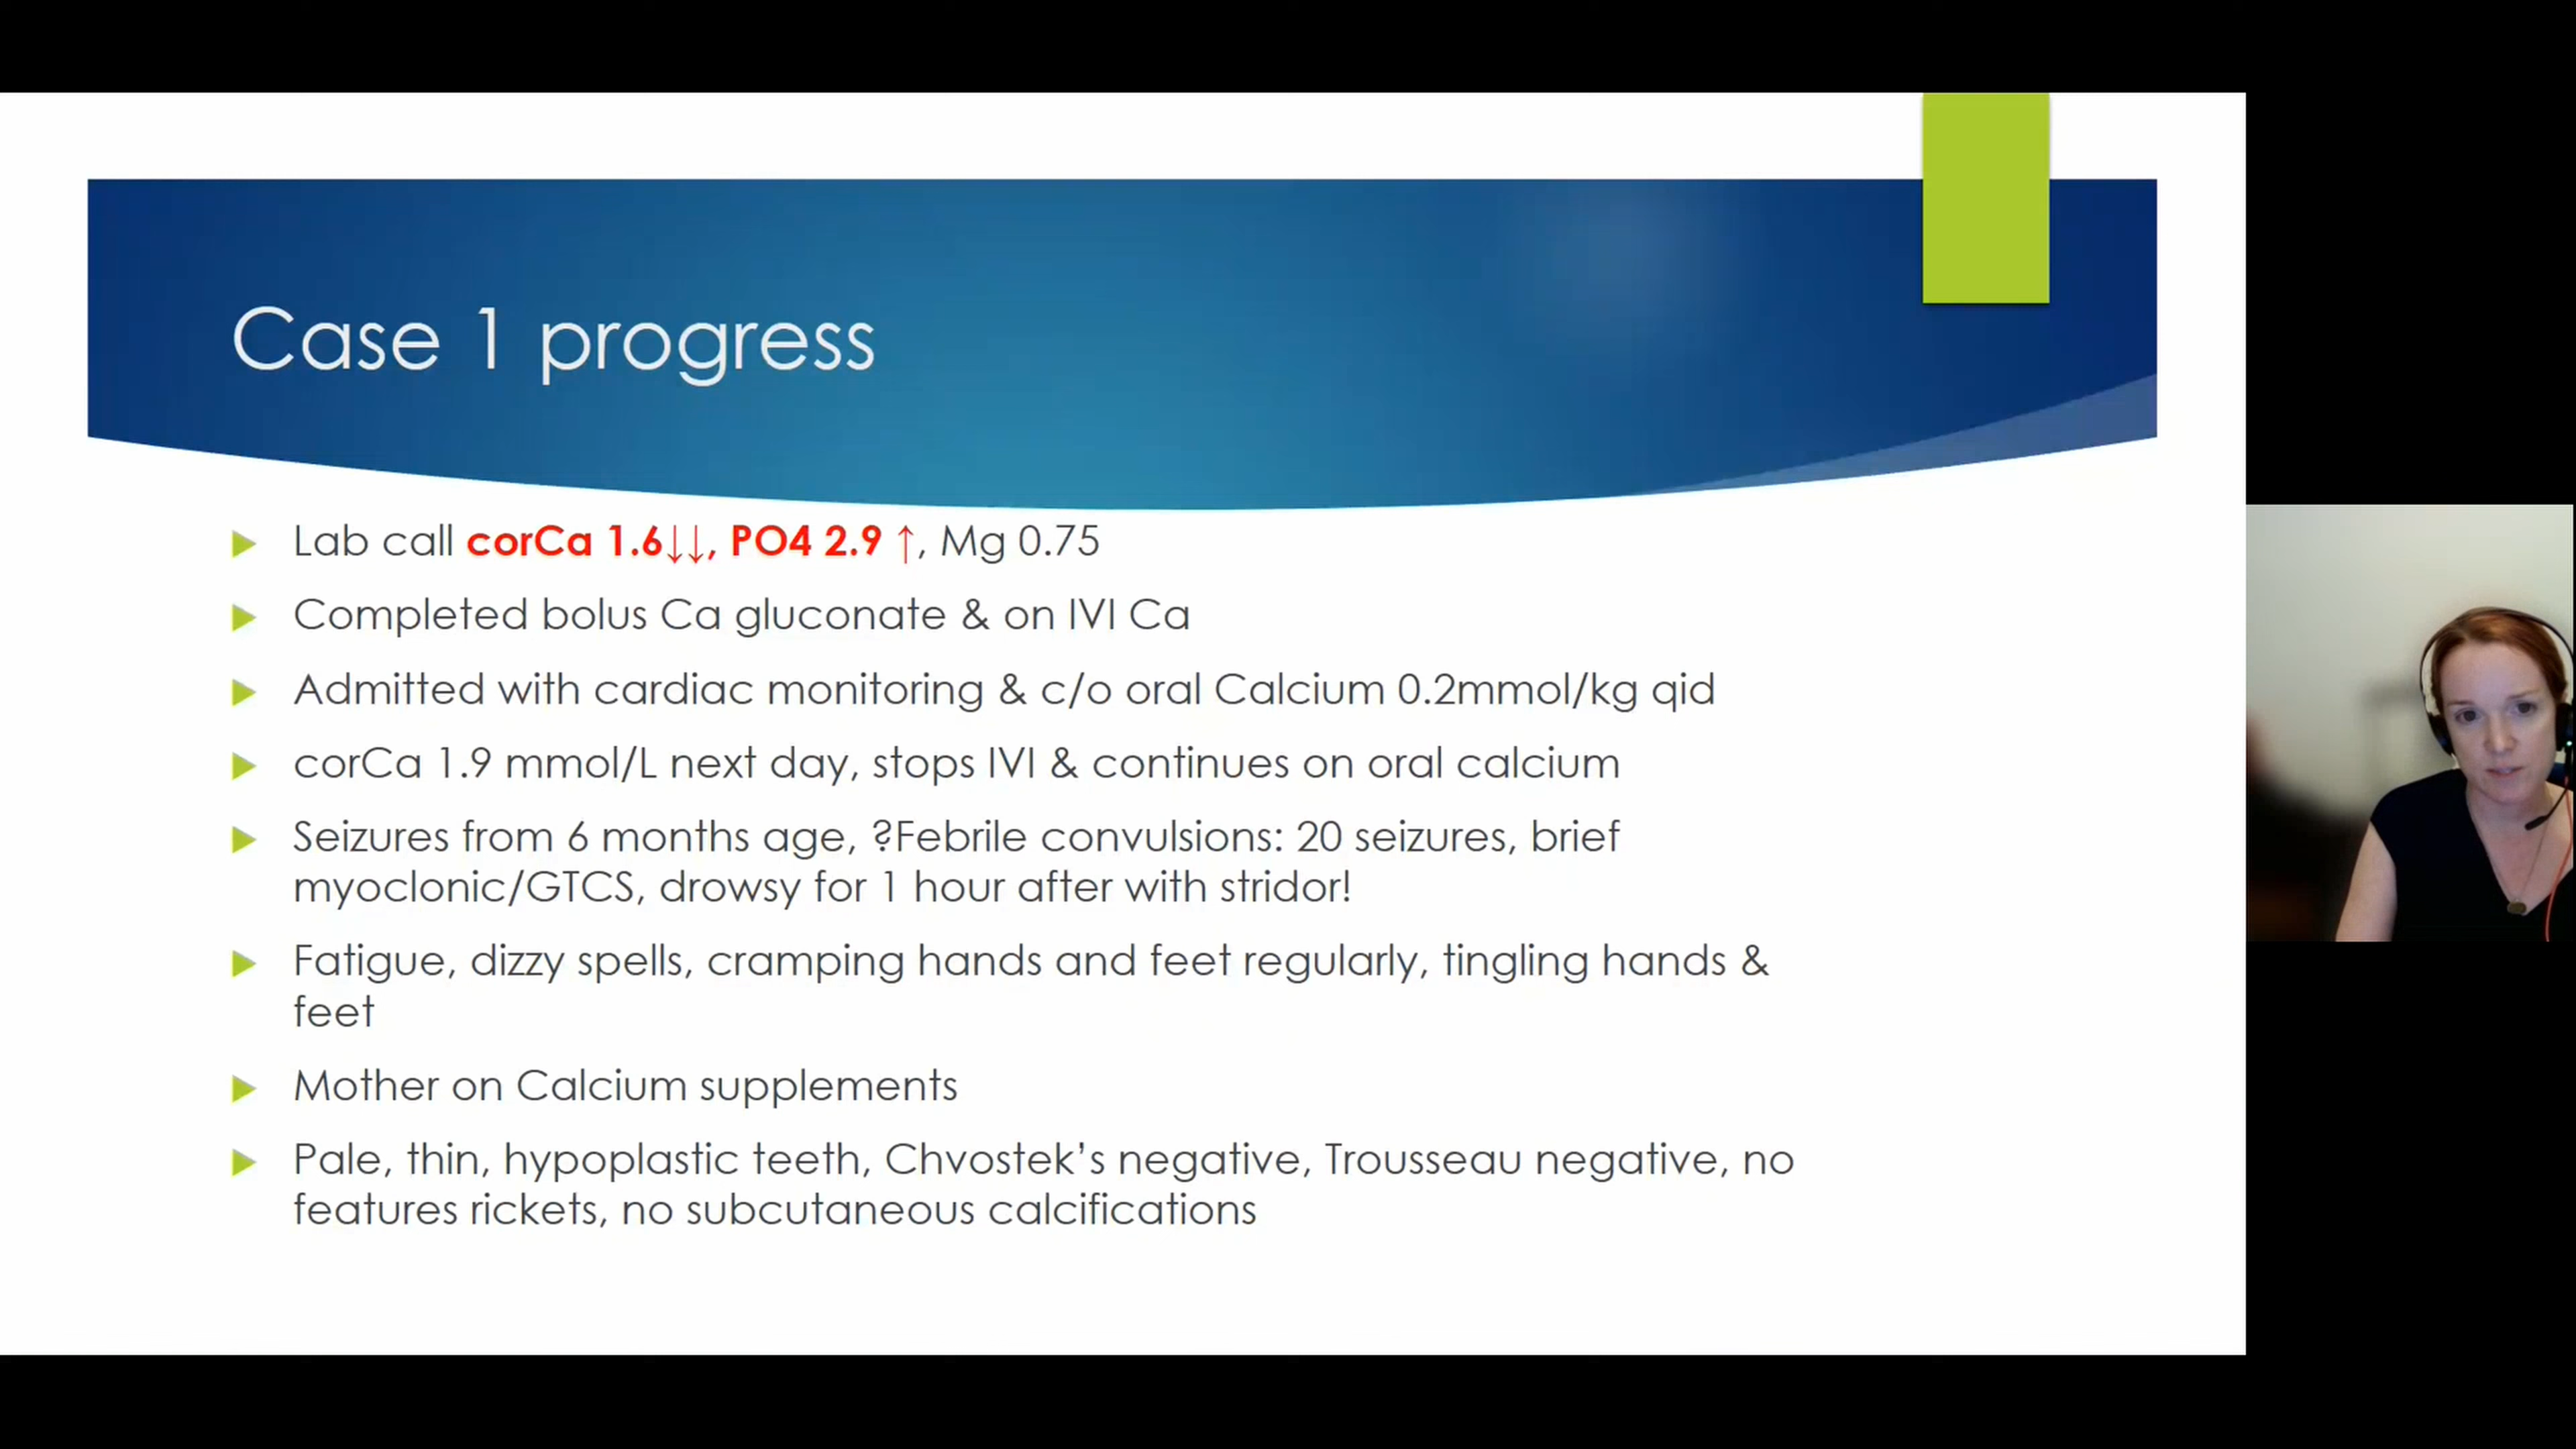 Case 1 progress
Lab call corCa 1.6↓↓, PO4 2.9 ↑, Mg 0.75
Completed bolus Ca gluconate & on IVI Ca
Admitted with cardiac monitoring & c/o oral Calcium 0.2mmol/kg qid
corCa 1.9 mmol/L next day, stops IVI & continues on oral calcium
Seizures from 6 months age, ?Febrile convulsions: 20 seizures, brief
myoclonic/GTCS, drowsy for 1 hour after with stridor!
Fatigue, dizzy spells, cramping hands and feet regularly, tingling hands &
feet
Mother on Calcium supplements
Pale, thin, hypoplastic teeth, Chvostek’s negative, Trousseau negative, no
features rickets, no subcutaneous calcifications